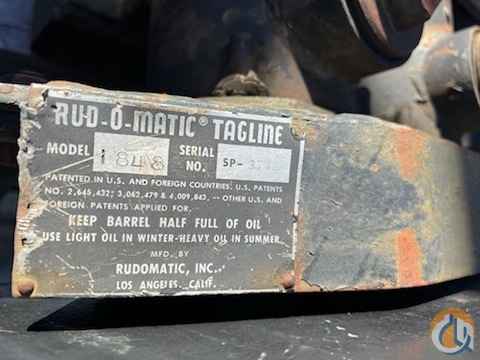 RUD-O-MATIC® TAGLINE
MODEL 1848 SERIAL NO. SP-
PATENTED IN U.S. AND FOREIGN COUNTRIES. U.S. PATENTS
NO. 2,645,432; 3,062,479 & 4,009,843. -- OTHER U.S. AND
FOREIGN PATENTS APPLIED FOR.
KEEP BARREL HALF FULL OF OIL
USE LIGHT OIL IN WINTER-HEAVY OIL IN SUMMER.
MFD. BY
RUDOMATIC, INC.
LOS ANGELES, CALIF.